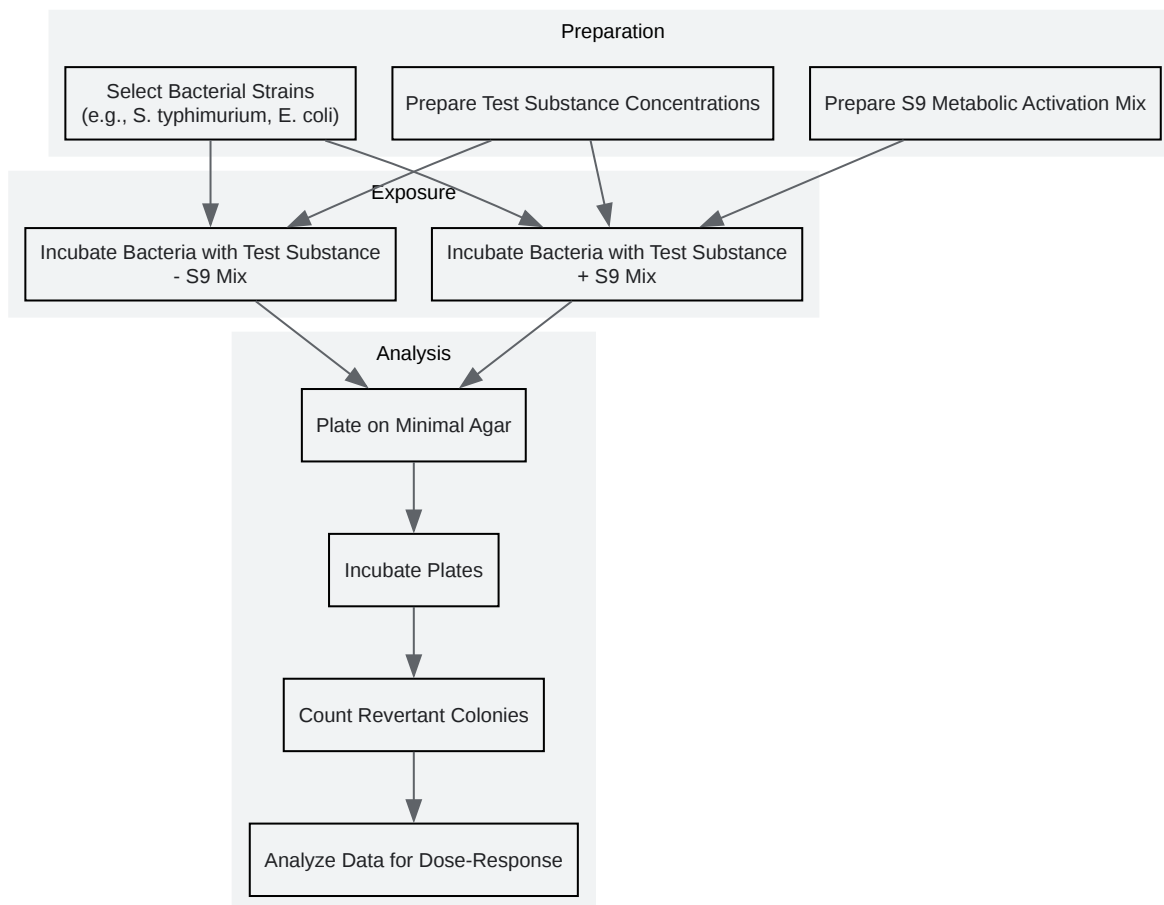 Preparation
Select Bacterial Strains
(e.g., S. typhimurium, E. coli)
Prepare Test Substance Concentrations
Prepare S9 Metabolic Activation Mix
Exposure
Incubate Bacteria with Test Substance
- S9 Mix
Incubate Bacteria with Test Substance
+ S9 Mix
Analysis
Plate on Minimal Agar
Incubate Plates
Count Revertant Colonies
Analyze Data for Dose-Response